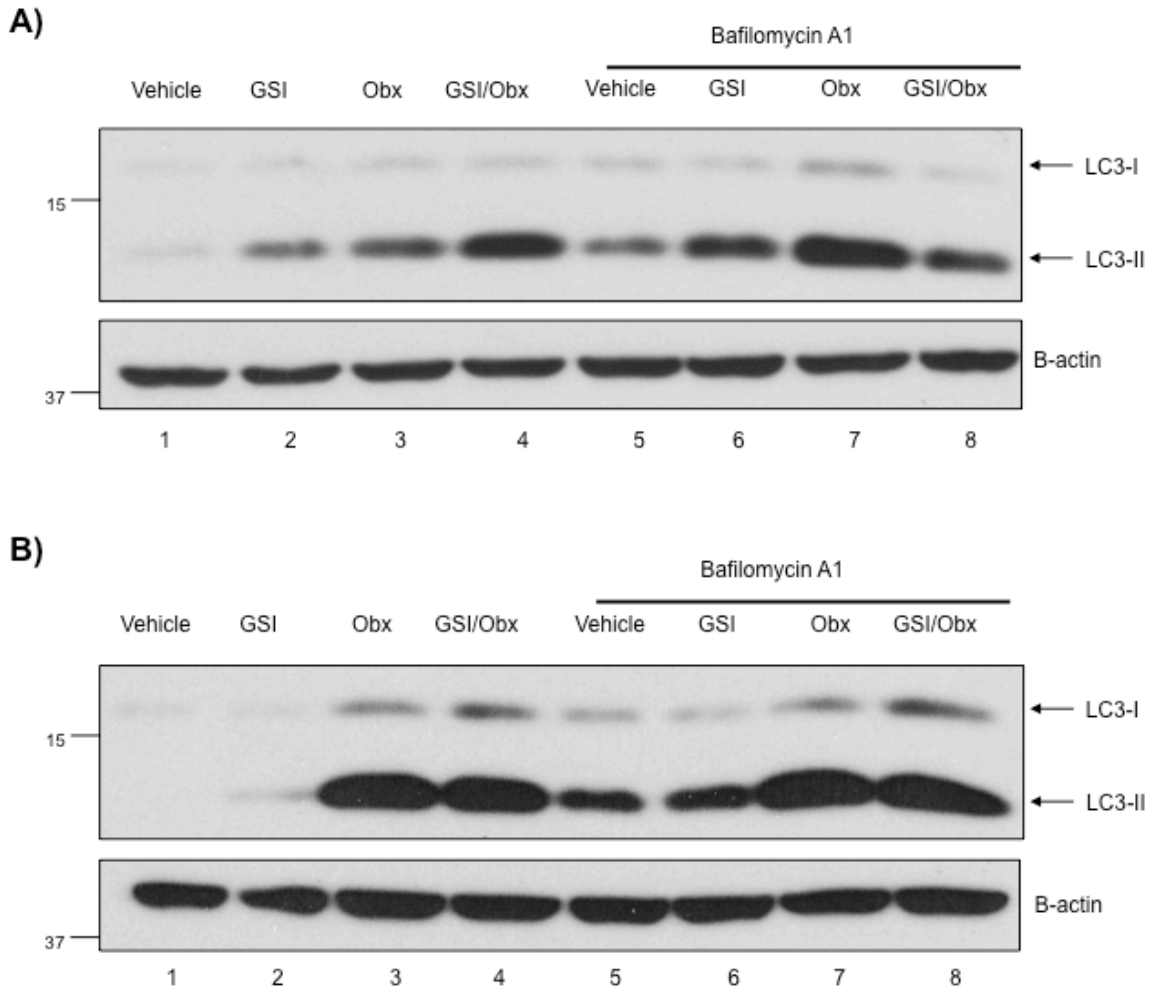 A)
Bafilomycin A1
Vehicle GSI Obx GSI/Obx Vehicle GSI Obx GSI/Obx
LC3-I
15
LC3-II
B-actin
37
1 2 3 4 5 6 7 8
B)
Bafilomycin A1
Vehicle GSI Obx GSI/Obx Vehicle GSI Obx GSI/Obx
LC3-I
15
LC3-II
B-actin
37
1 2 3 4 5 6 7 8